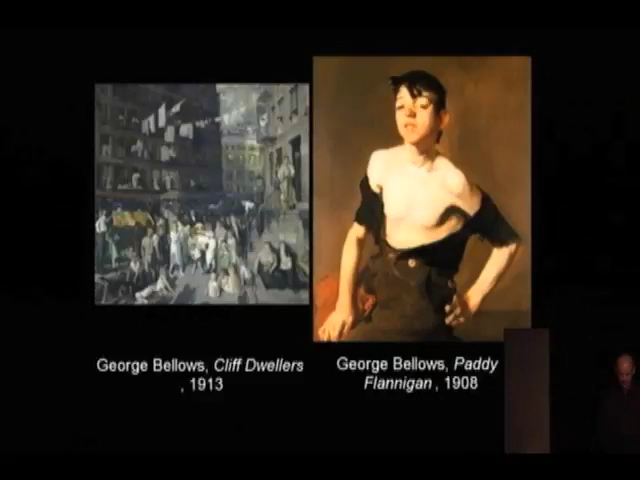 George Bellows, Cliff Dwellers
, 1913
George Bellows, Paddy
Flannigan , 1908